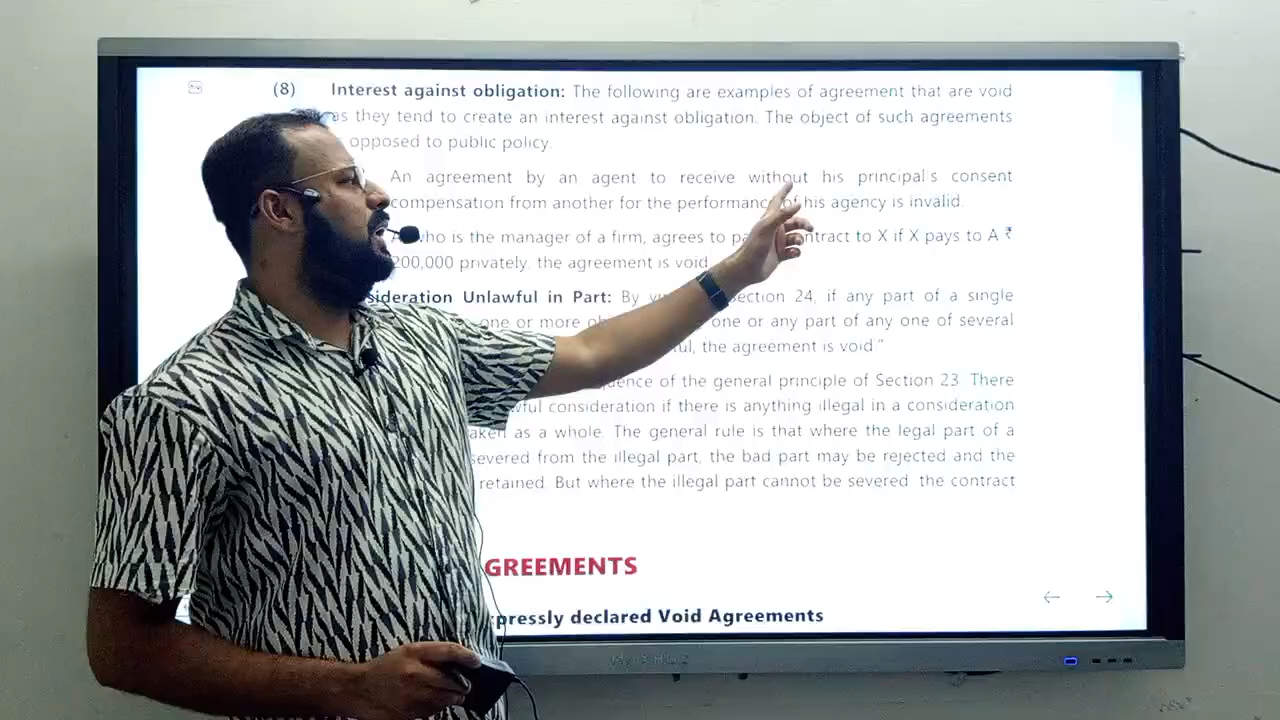 (8) Interest against obligation: The following are examples of agreement that are void
as they tend to create an interest against obligation. The object of such agreements
opposed to public policy.
An agreement by an agent to receive without his principal's consent
compensation from another for the performance of his agency is invalid.
who is the manager of a firm, agrees to pa ntract to X if X pays to A ₹
200,000 privately, the agreement is void.
sideration Unlawful in Part: By vi ection 24, if any part of a single
one or more ob one or any part of any one of several
ul, the agreement is void."
uence of the general principle of Section 23. There
wful consideration if there is anything illegal in a consideration
aken as a whole. The general rule is that where the legal part of a
severed from the illegal part, the bad part may be rejected and the
retained. But where the illegal part cannot be severed the contract
GREEMENTS
pressly declared Void Agreements